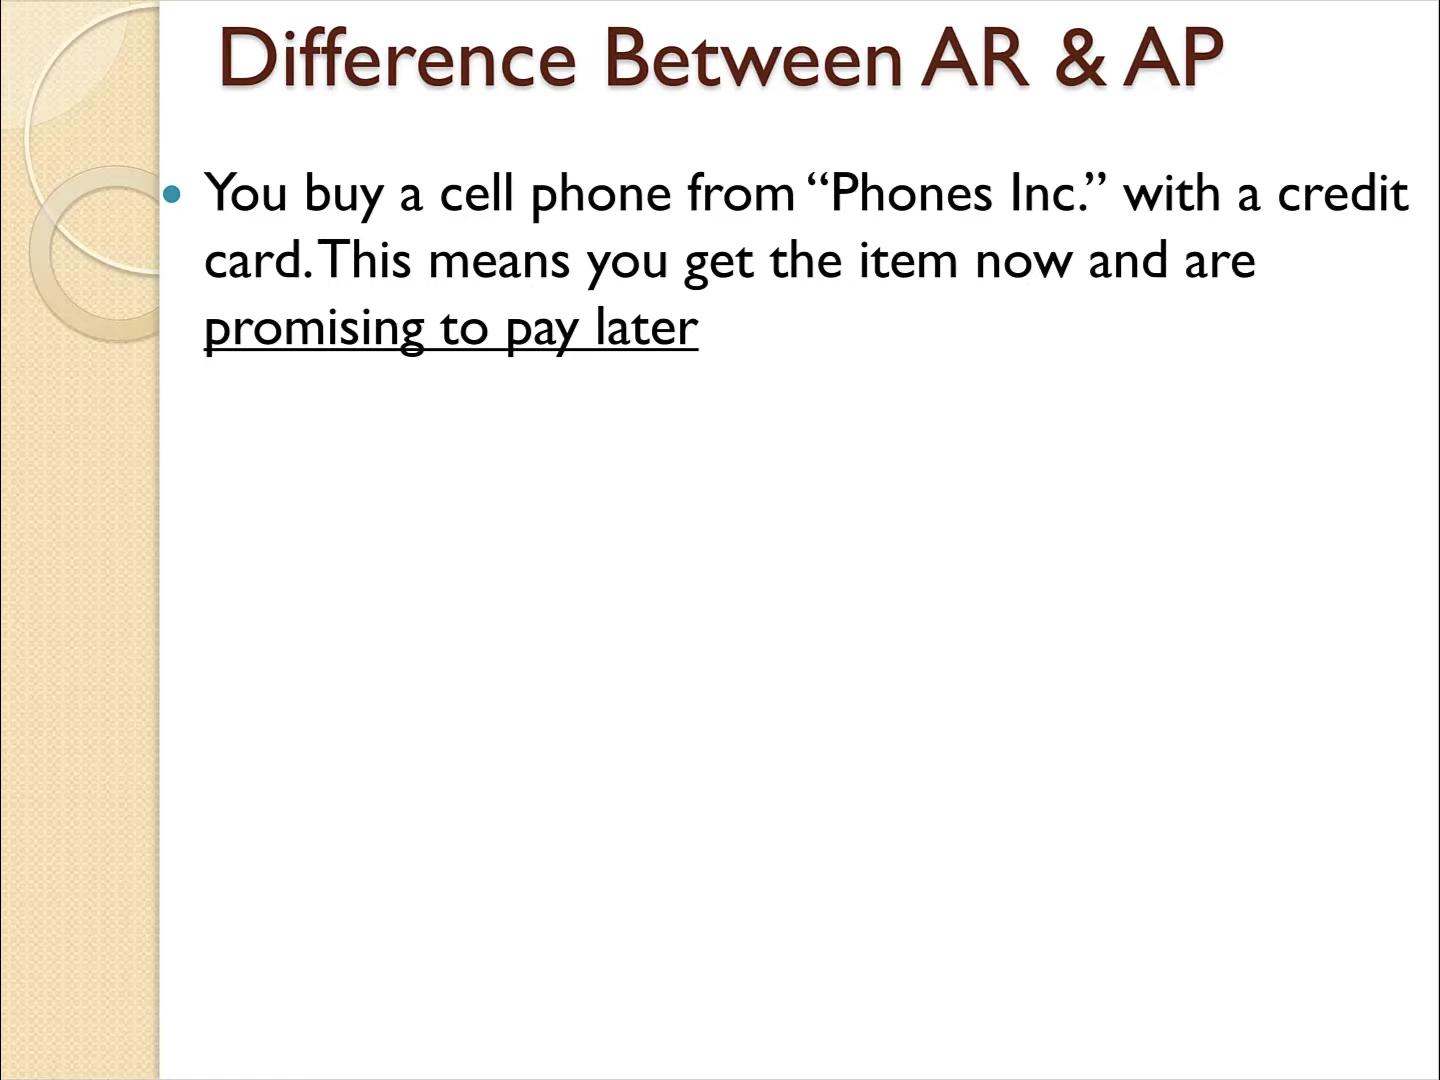 Difference Between AR & AP
• You buy a cell phone from “Phones Inc.” with a credit
card. This means you get the item now and are
promising to pay later